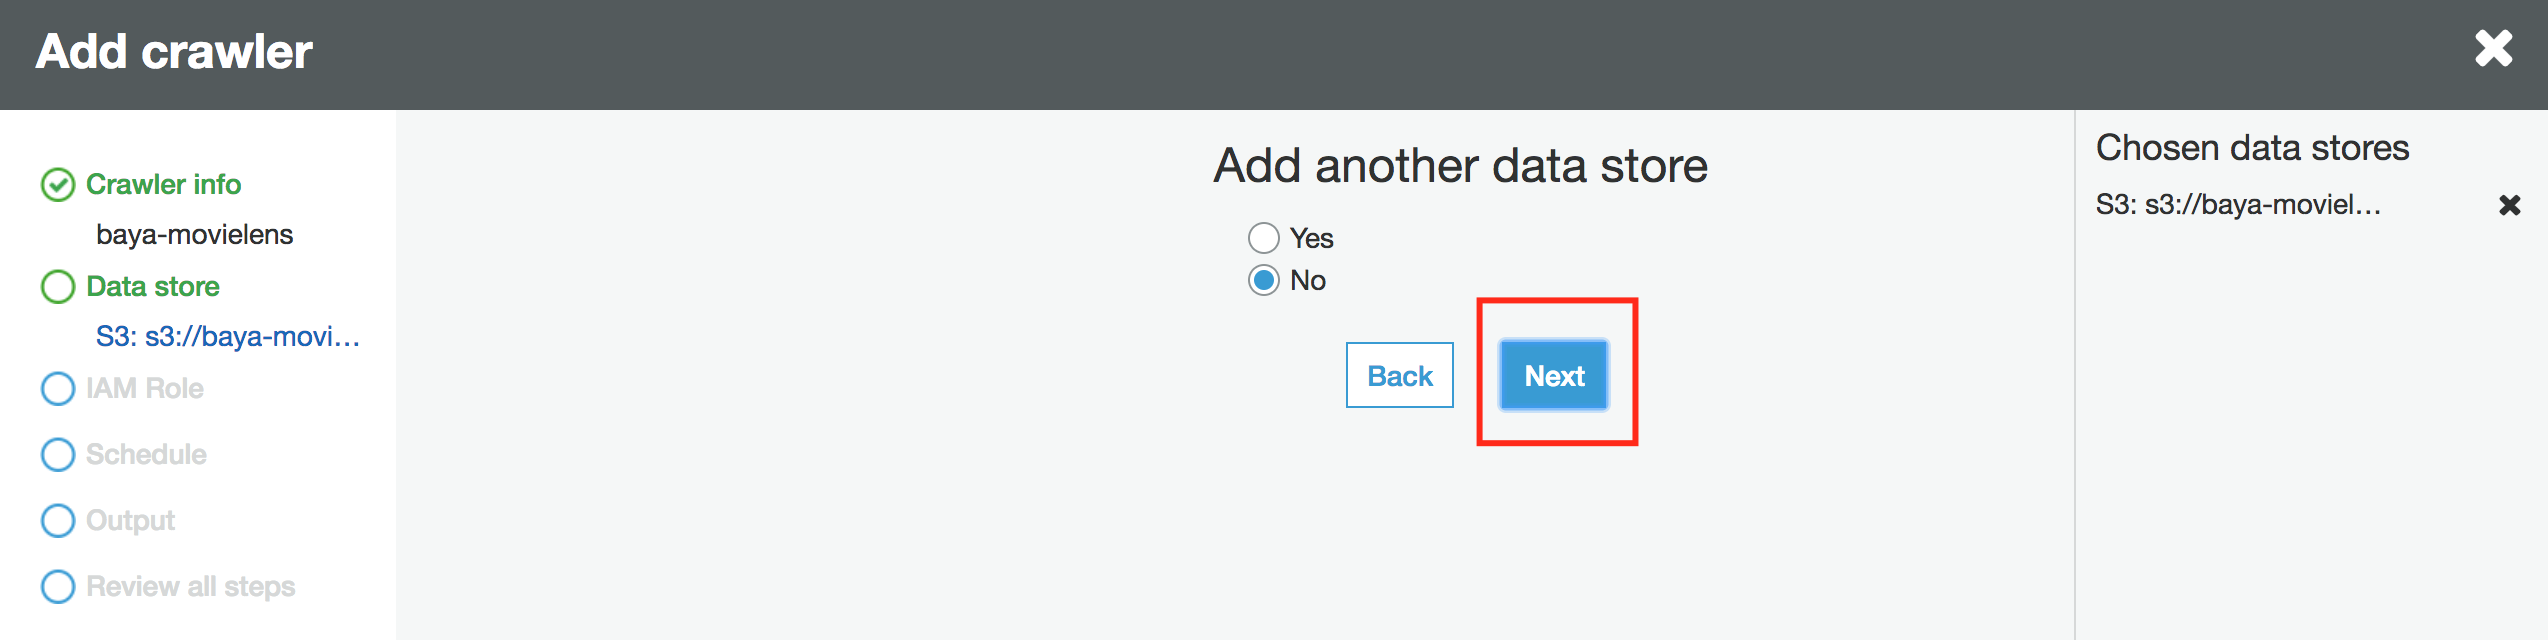 Add crawler
Crawler info
baya-movielens
Data store
S3: s3://baya-movi...
IAM Role
Schedule
Output
Review all steps
Add another data store
Yes
No
Back
Next
Chosen data stores
S3: s3://baya-moviel...